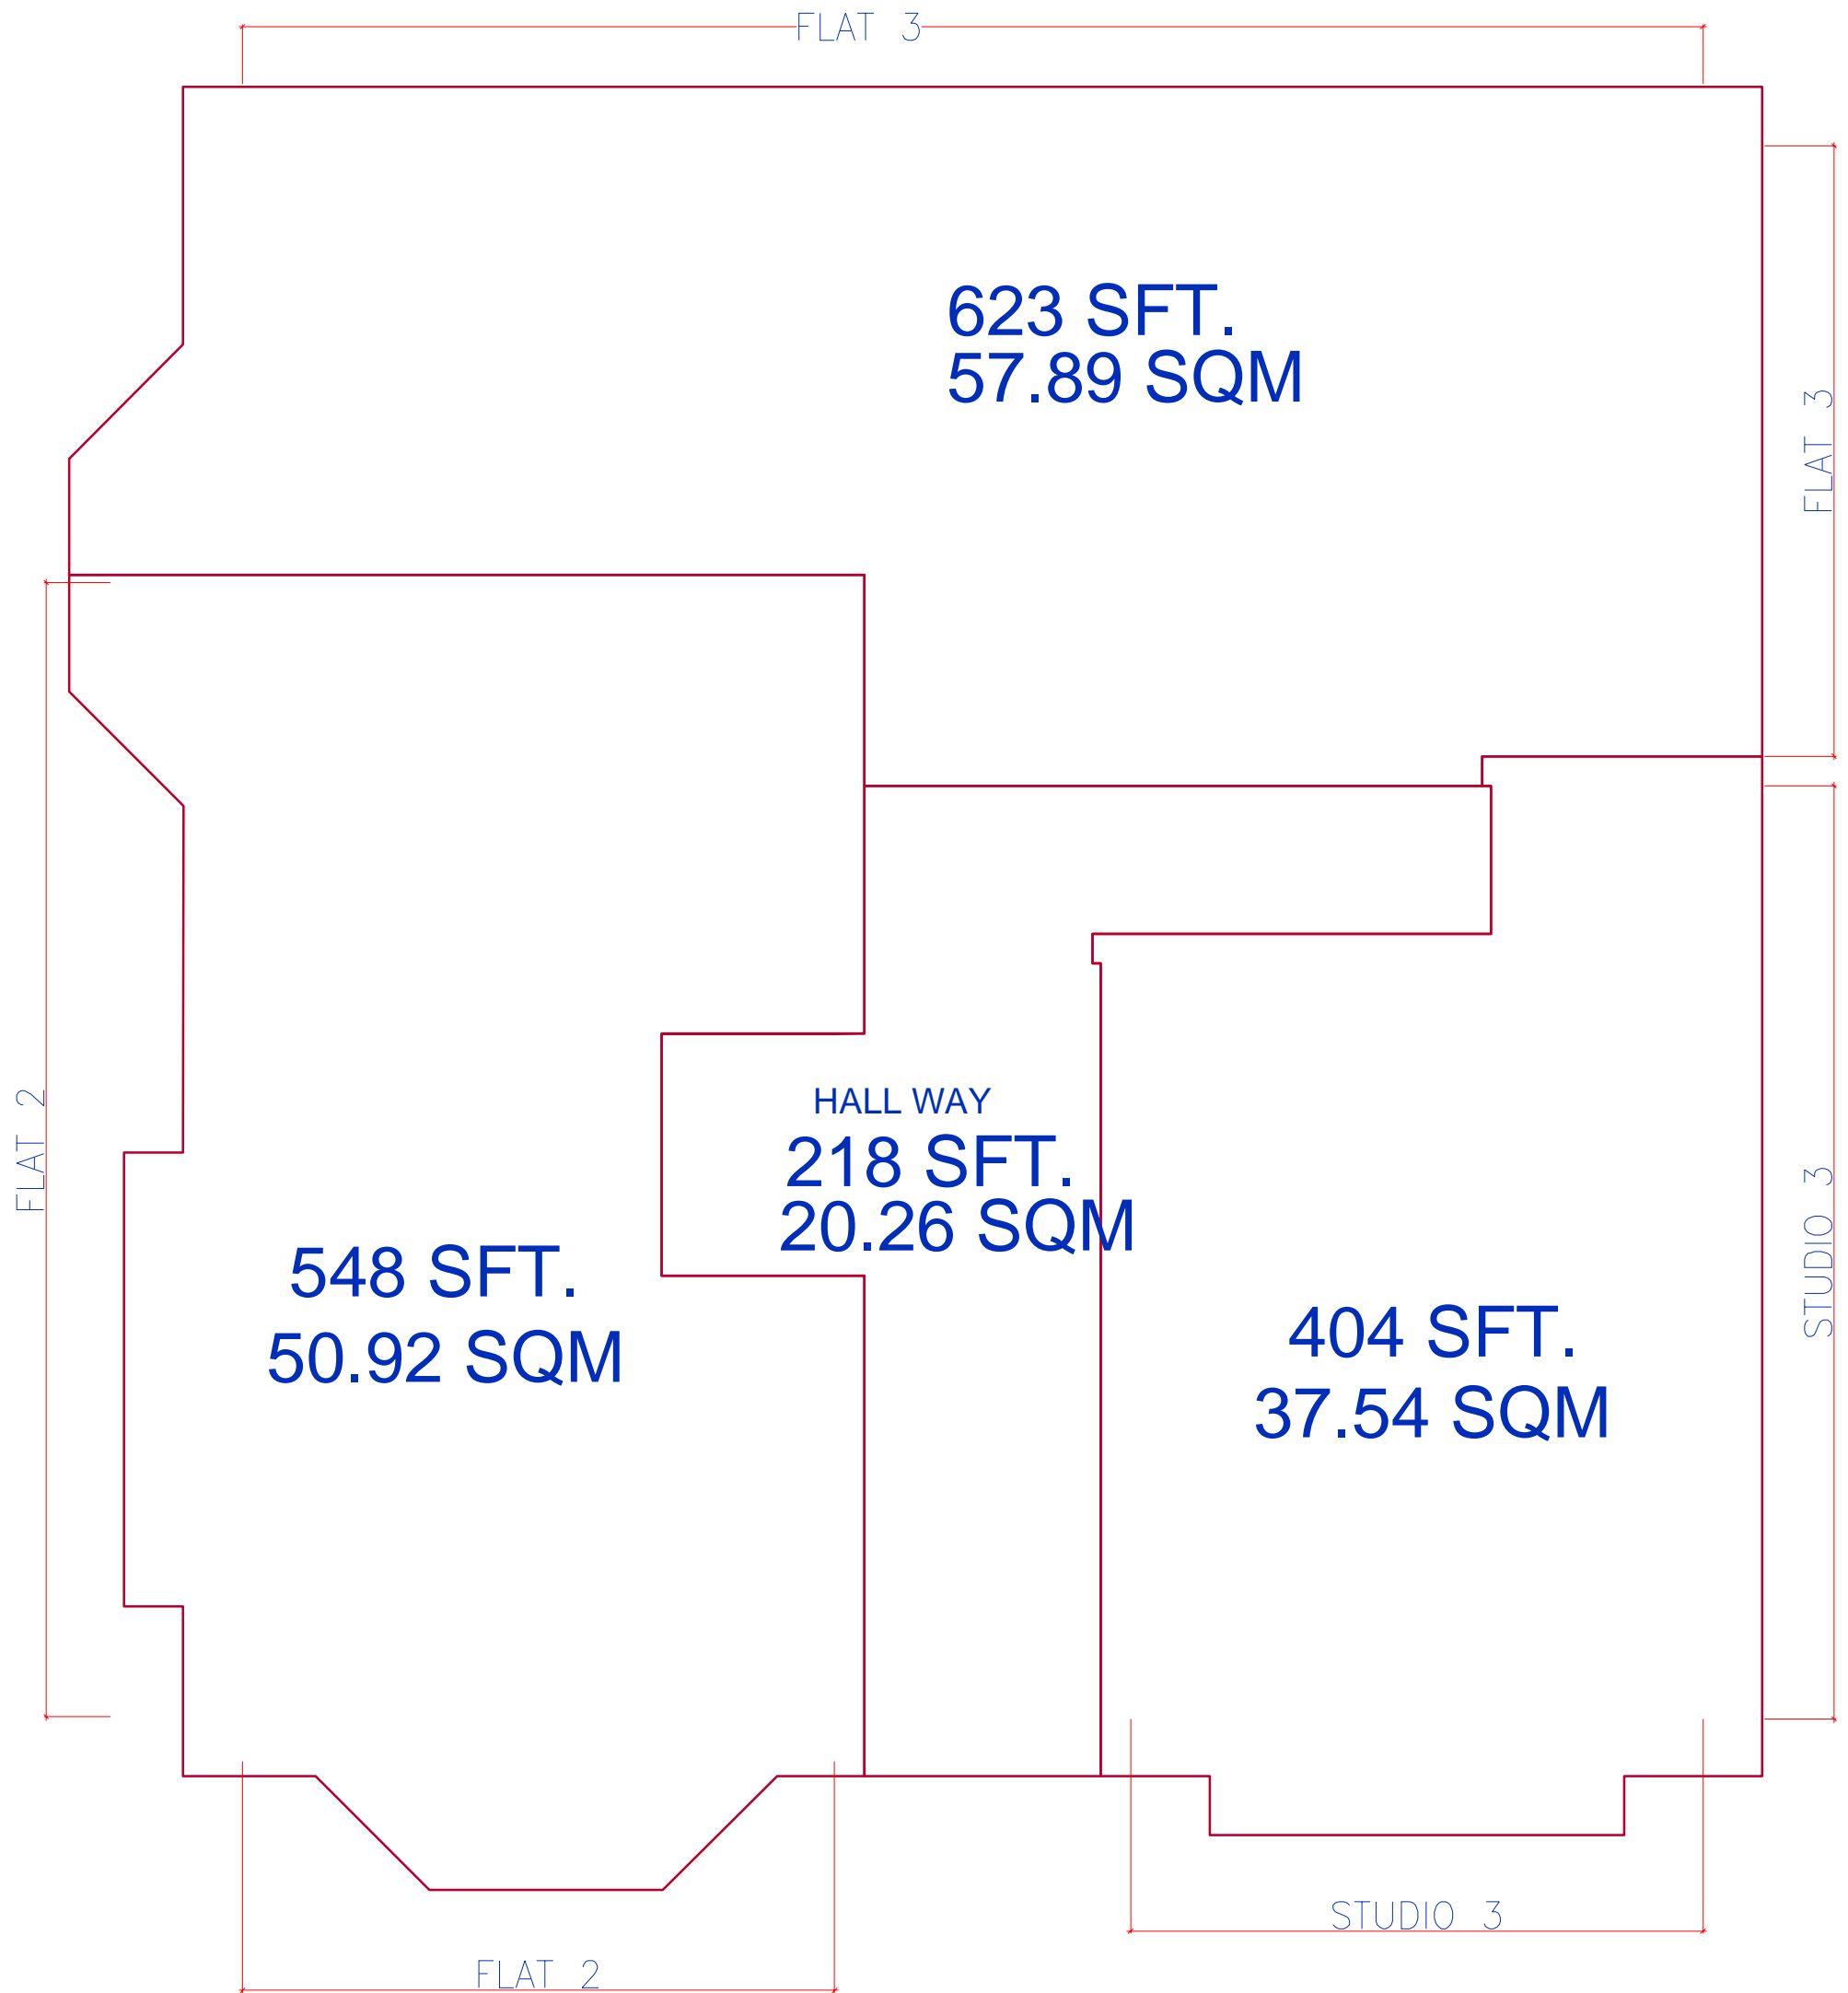 FLAT 3
623 SFT.
57.89 SQM
FLAT 3
FLAT 2
HALL WAY
218 SFT.
20.26 SQM
548 SFT.
50.92 SQM
404 SFT.
37.54 SQM
STUDIO 3
STUDIO 3
FLAT 2